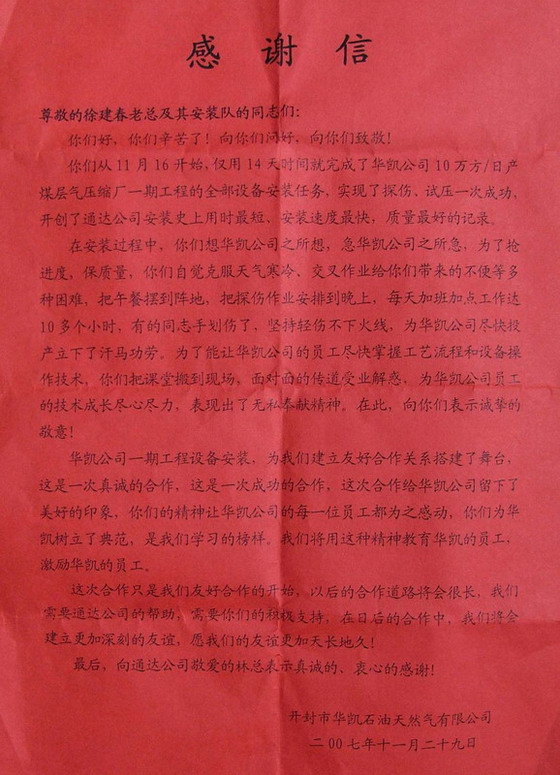 感谢信
尊敬的徐建春老总及其安装队的同志们：
你们好，你们辛苦了！向你们问好，向你们致敬！
你们从11月16开始，仅用14天时间就完成了华凯公司10万方/日产
煤层气压缩厂一期工程的全部设备安装任务，实现了探伤、试压一次成功，
开创了通达公司安装史上用时最短、安装速度最快，质量最好的记录。
在安装过程中，你们想华凯公司之所想，急华凯公司之所急，为了抢
进度，保质量，你们自觉克服天气寒冷、交叉作业给你们带来的不便等多
种困难，把午餐摆到阵地，把探伤作业安排到晚上，每天加班加点工作达
10多个小时，有的同志手划伤了，坚持轻伤不下火线，为华凯公司尽快投
产立下了汗马功劳。为了能让华凯公司的员工尽快掌握工艺流程和设备操
作技术，你们把课堂搬到现场，面对面的传道受业解惑，为华凯公司员工
的技术成长尽心尽力，表现出了无私奉献精神。在此，向你们表示诚挚的
敬意！
华凯公司一期工程设备安装，为我们建立友好合作关系搭建了舞台，
这是一次真诚的合作，这是一次成功的合作，这次合作给华凯公司留下了
美好的印象，你们的精神让华凯公司的每一位员工都为之感动，你们为华
凯树立了典范，是我们学习的榜样。我们将用这种精神教育华凯的员工，
激励华凯的员工。
这次合作只是我们友好合作的开始，以后的合作道路将会很长，我们
需要通达公司的帮助，需要你们的积极支持，在日后的合作中，我们将会
建立更加深刻的友谊，愿我们的友谊更加天长地久！
最后，向通达公司敬爱的林总表示真诚的、衷心的感谢！
开封市华凯石油天然气有限公司
二00七年十一月二十九日